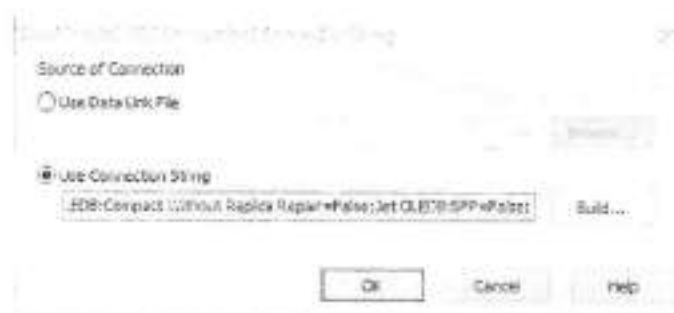 Source of Connection
Use Data Link File
Use Connection String
.EDB:Compact Without Replica Repair=False;Jet OLEDB:SFP=False;
Build...
OK
Cancel
Help